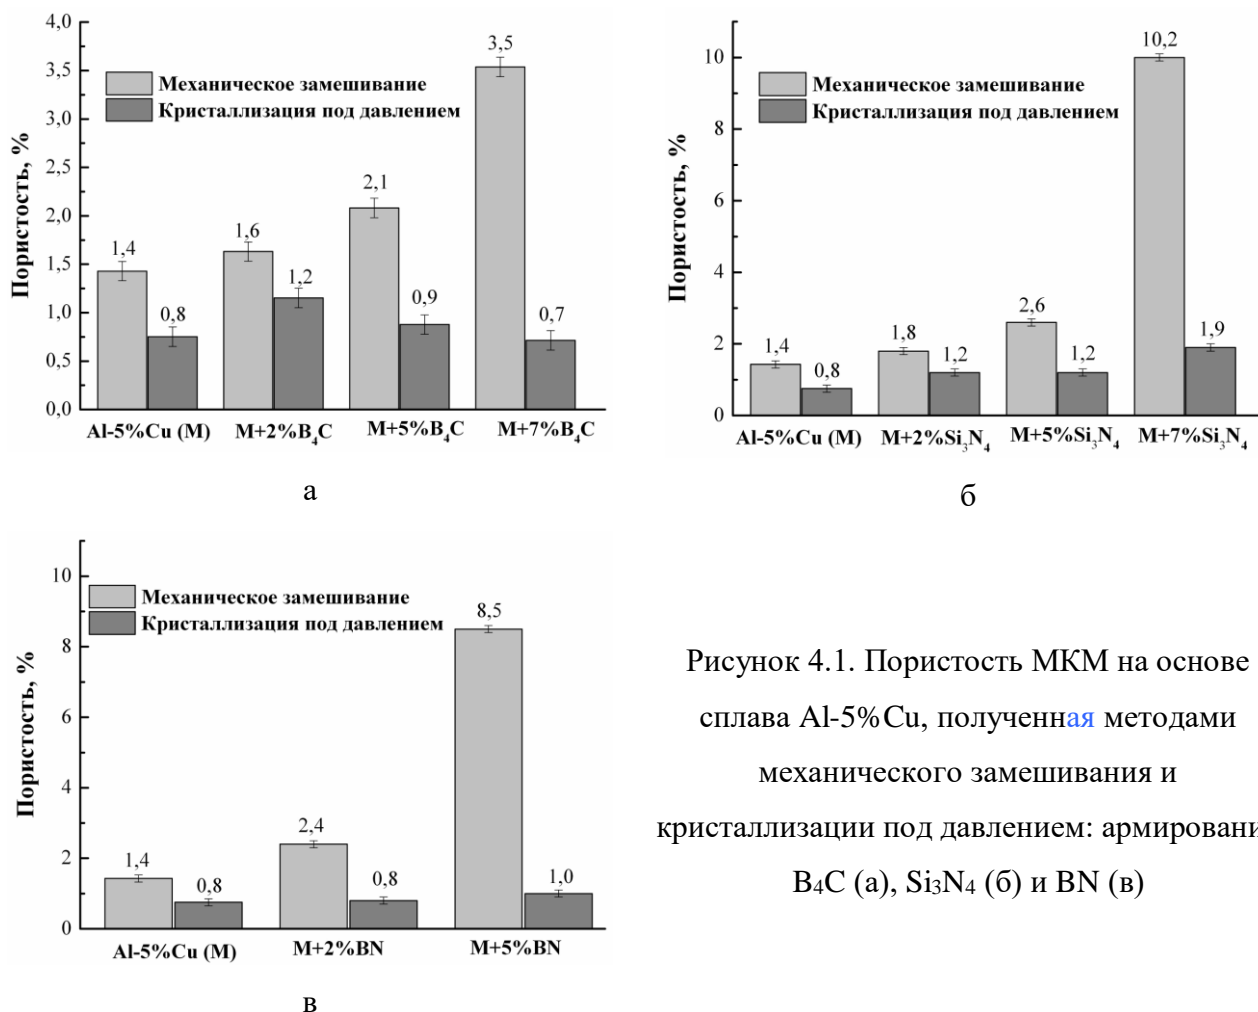 4,0
3,5
3,0
2,5
2,0
1,5
1,0
0,5
0,0
Пористость, %
Механическое замешивание
Кристаллизация под давлением
1,4
0,8
1,6
1,2
2,1
0,9
3,5
0,7
Al-5%Cu (M)
M+2%B₄C
M+5%B₄C
M+7%B₄C
а
10
8
6
4
2
0
Пористость, %
Механическое замешивание
Кристаллизация под давлением
1,4
0,8
1,8
1,2
2,6
1,2
10,2
1,9
Al-5%Cu (M)
M+2%Si₃N₄
M+5%Si₃N₄
M+7%Si₃N₄
б
10
8
6
4
2
0
Пористость, %
Механическое замешивание
Кристаллизация под давлением
1,4
0,8
2,4
0,8
8,5
1,0
Al-5%Cu (M)
M+2%BN
M+5%BN
в
Рисунок 4.1. Пористость МКМ на основе
сплава Al-5%Cu, полученная методами
механического замешивания и
кристаллизации под давлением: армировани
B₄C (а), Si₃N₄ (б) и BN (в)